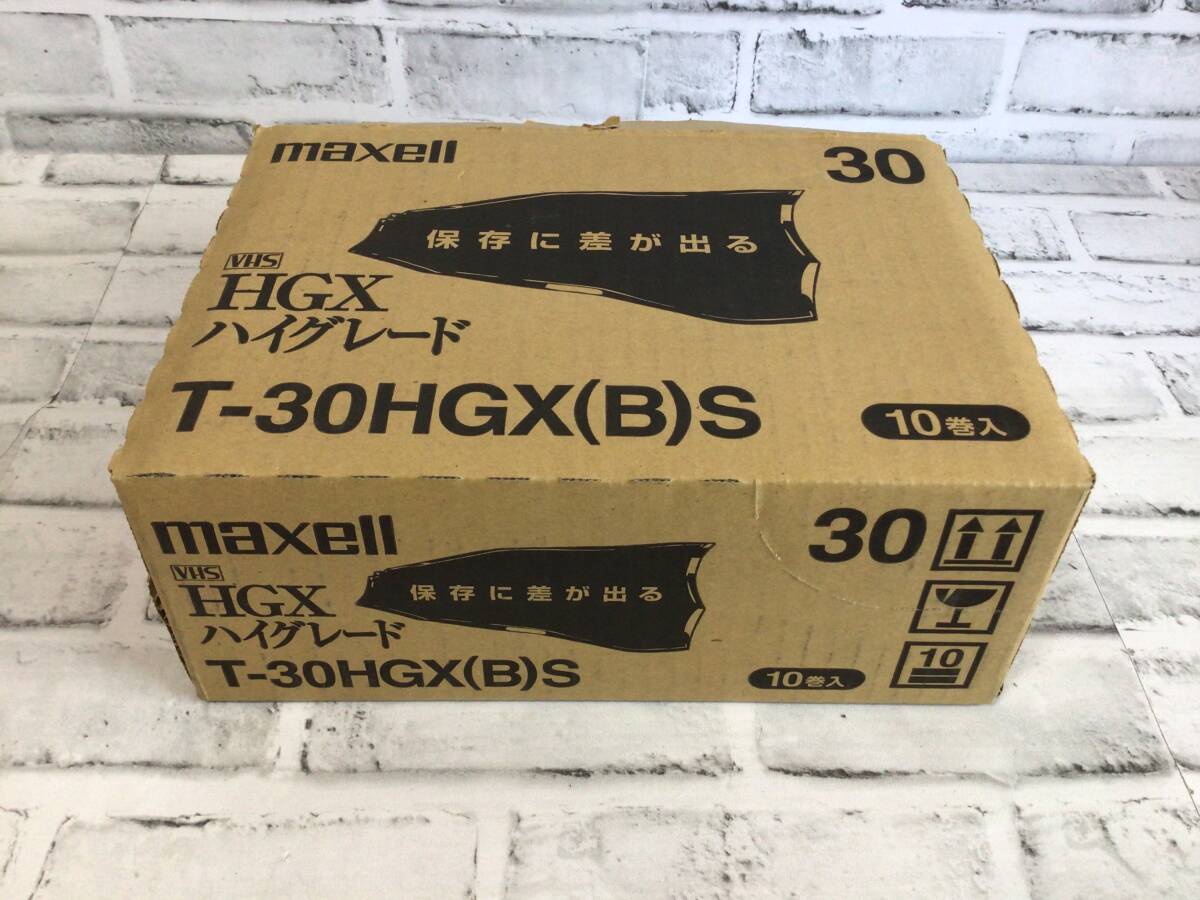 maxell
30
保存に差が出る
VHS
HGX
ハイグレード
T-30HGX(B)S
10巻入
maxell
30
VHS
HGX
保存に差が出る
ハイグレード
T-30HGX(B)S
10巻入
10